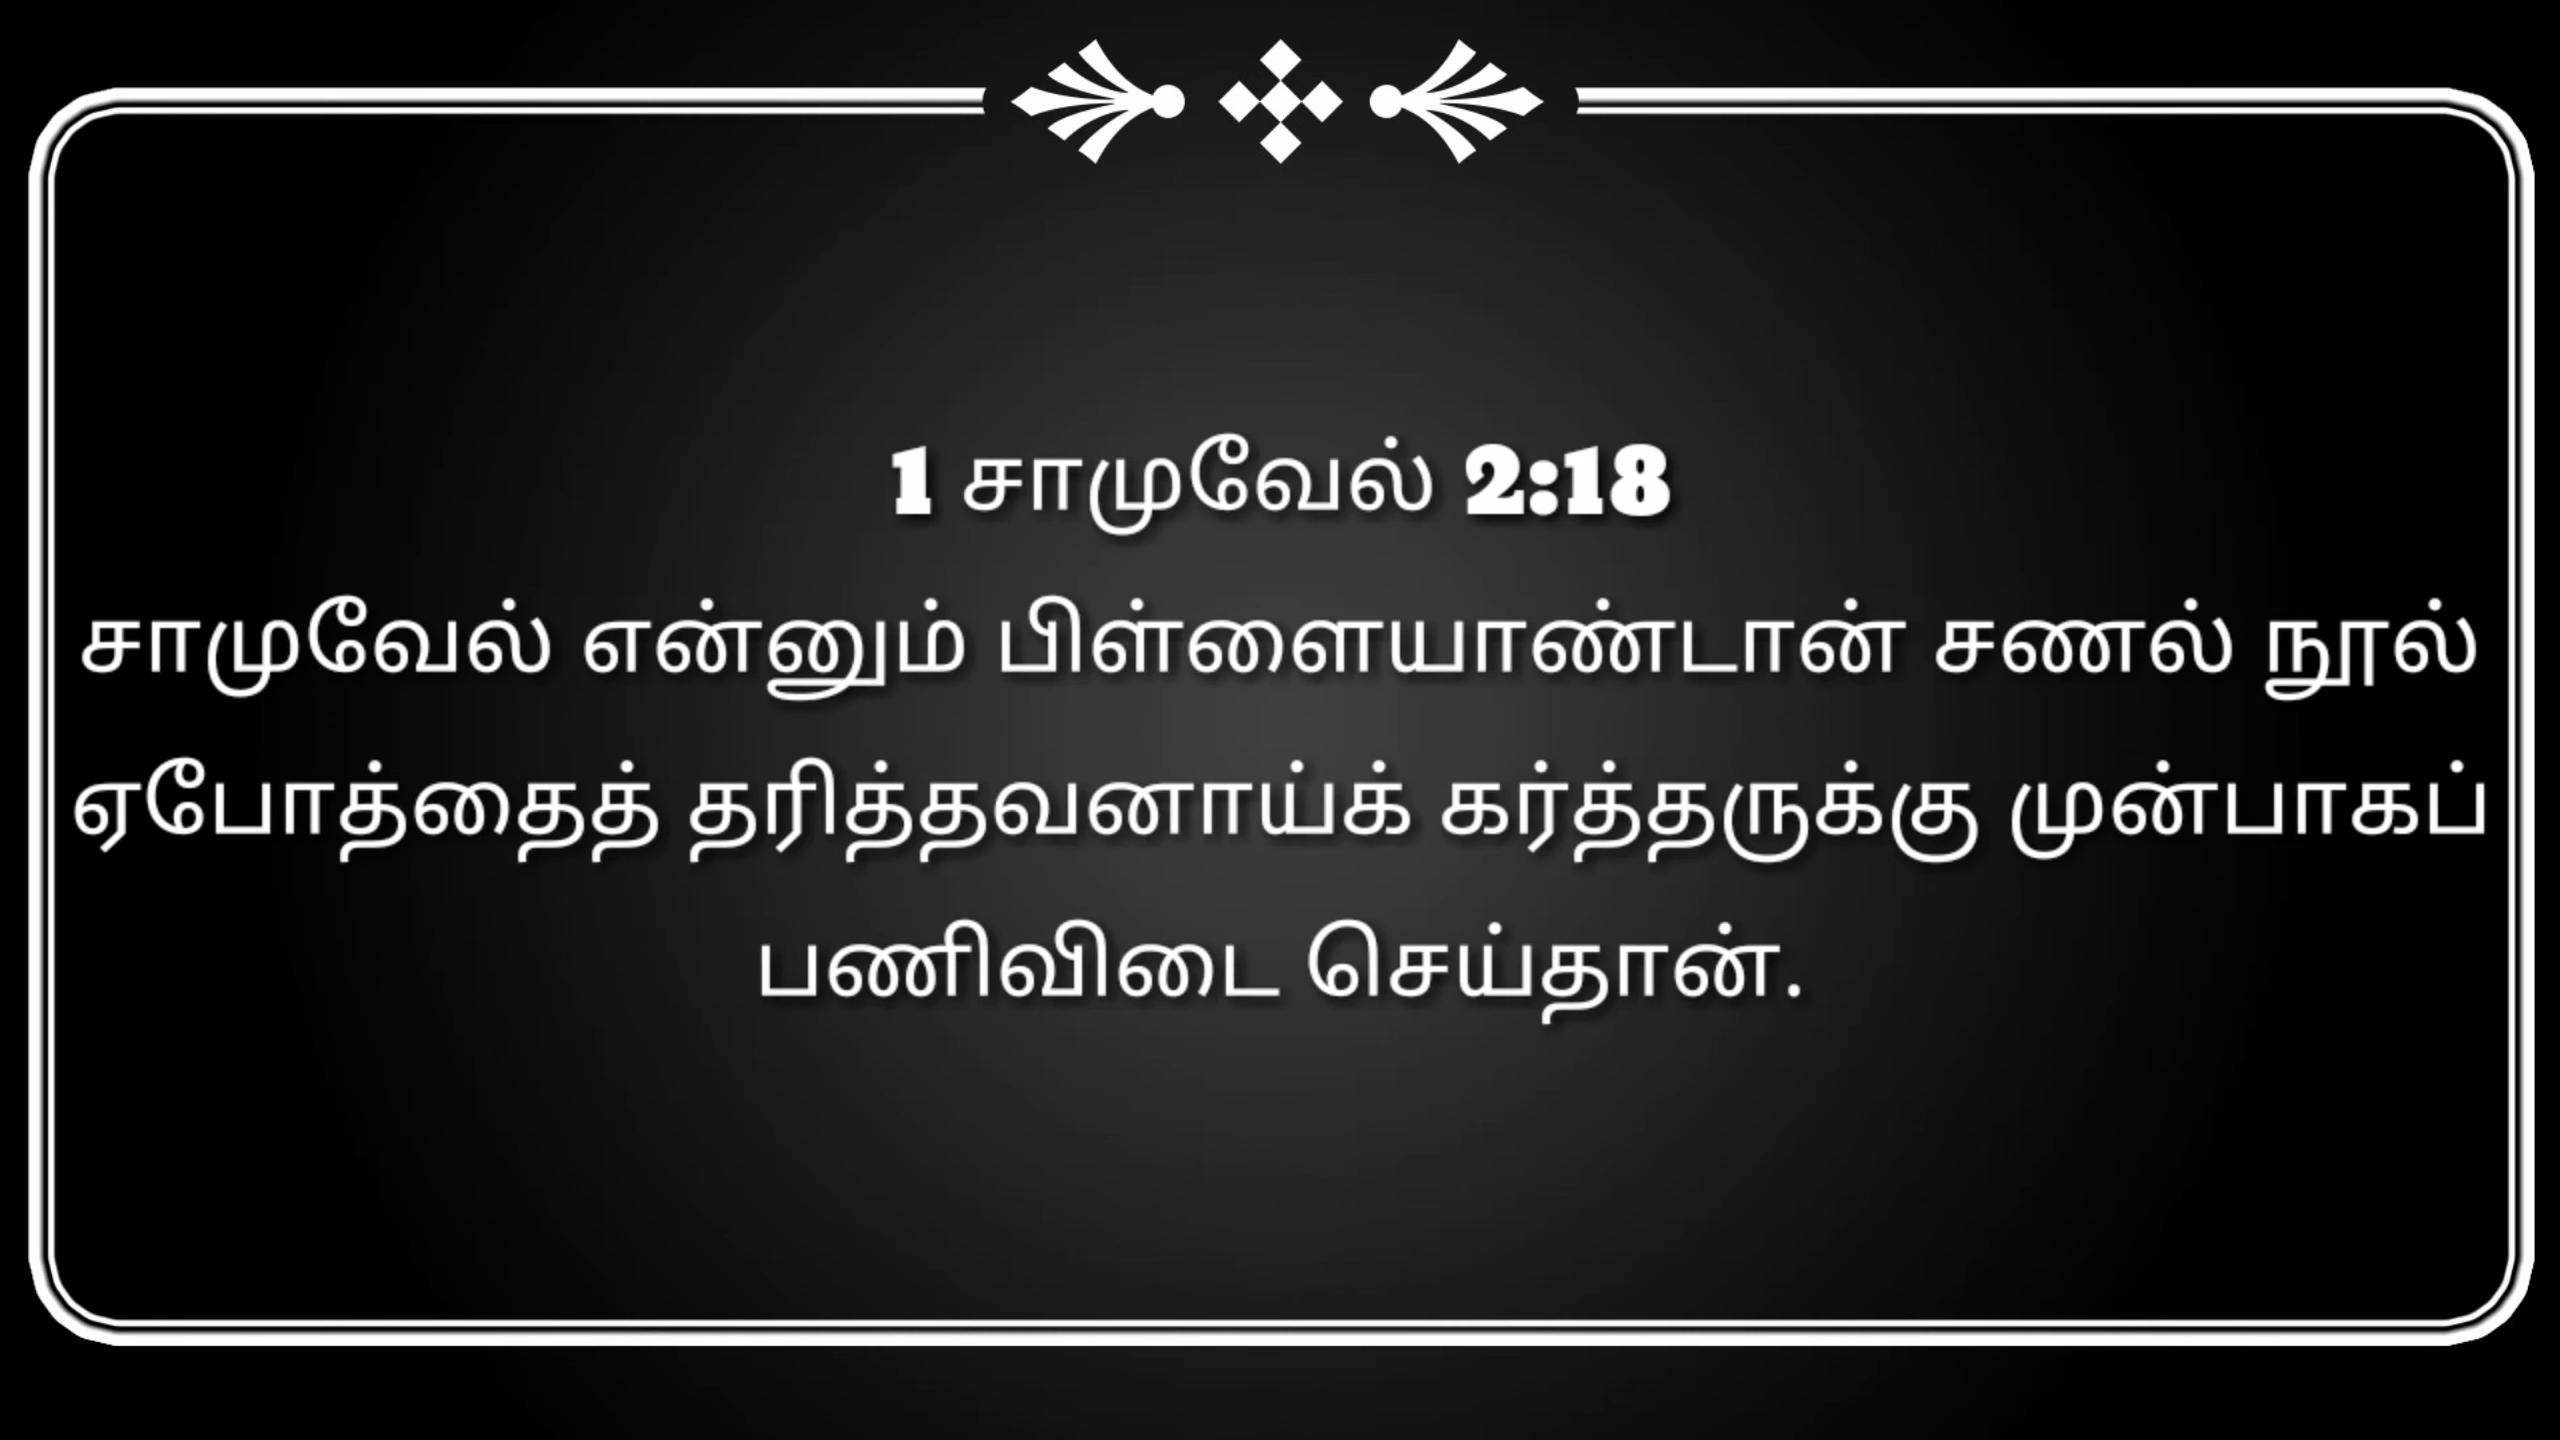 1 சாமுவேல் 2:18
சாமுவேல் என்னும் பிள்ளையாண்டான் சணல் நூல்
ஏபோத்தைத் தரித்தவனாய்க் கர்த்தருக்கு முன்பாகப்
பணிவிடை செய்தான்.